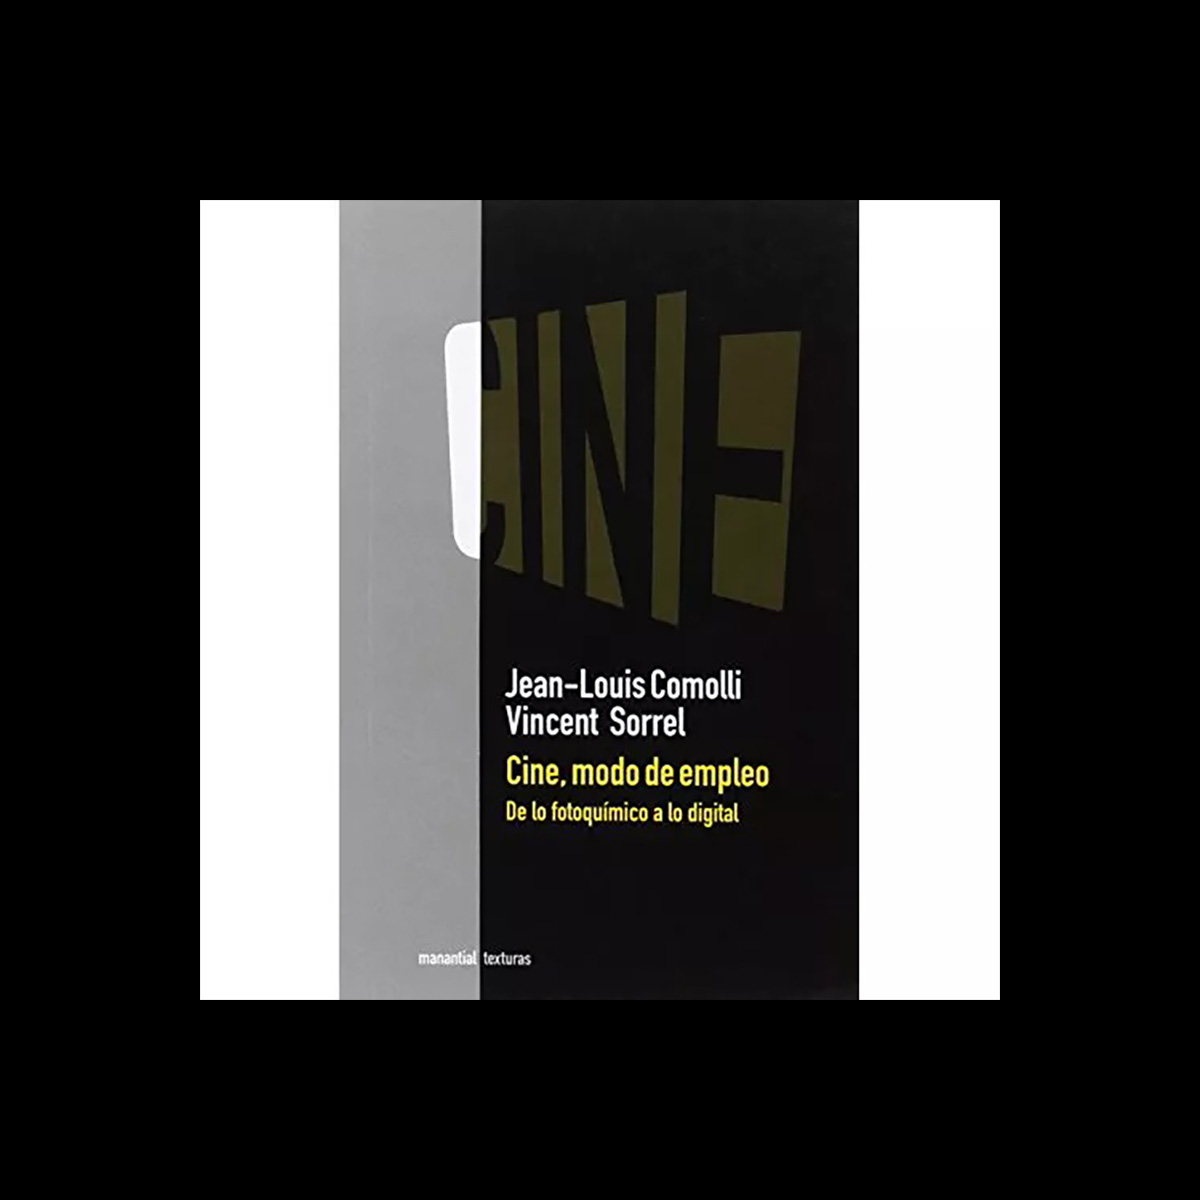 CINE
Jean-Louis Comolli
Vincent Sorrel
Cine, modo de empleo
De lo fotoquímico a lo digital
manantial texturas